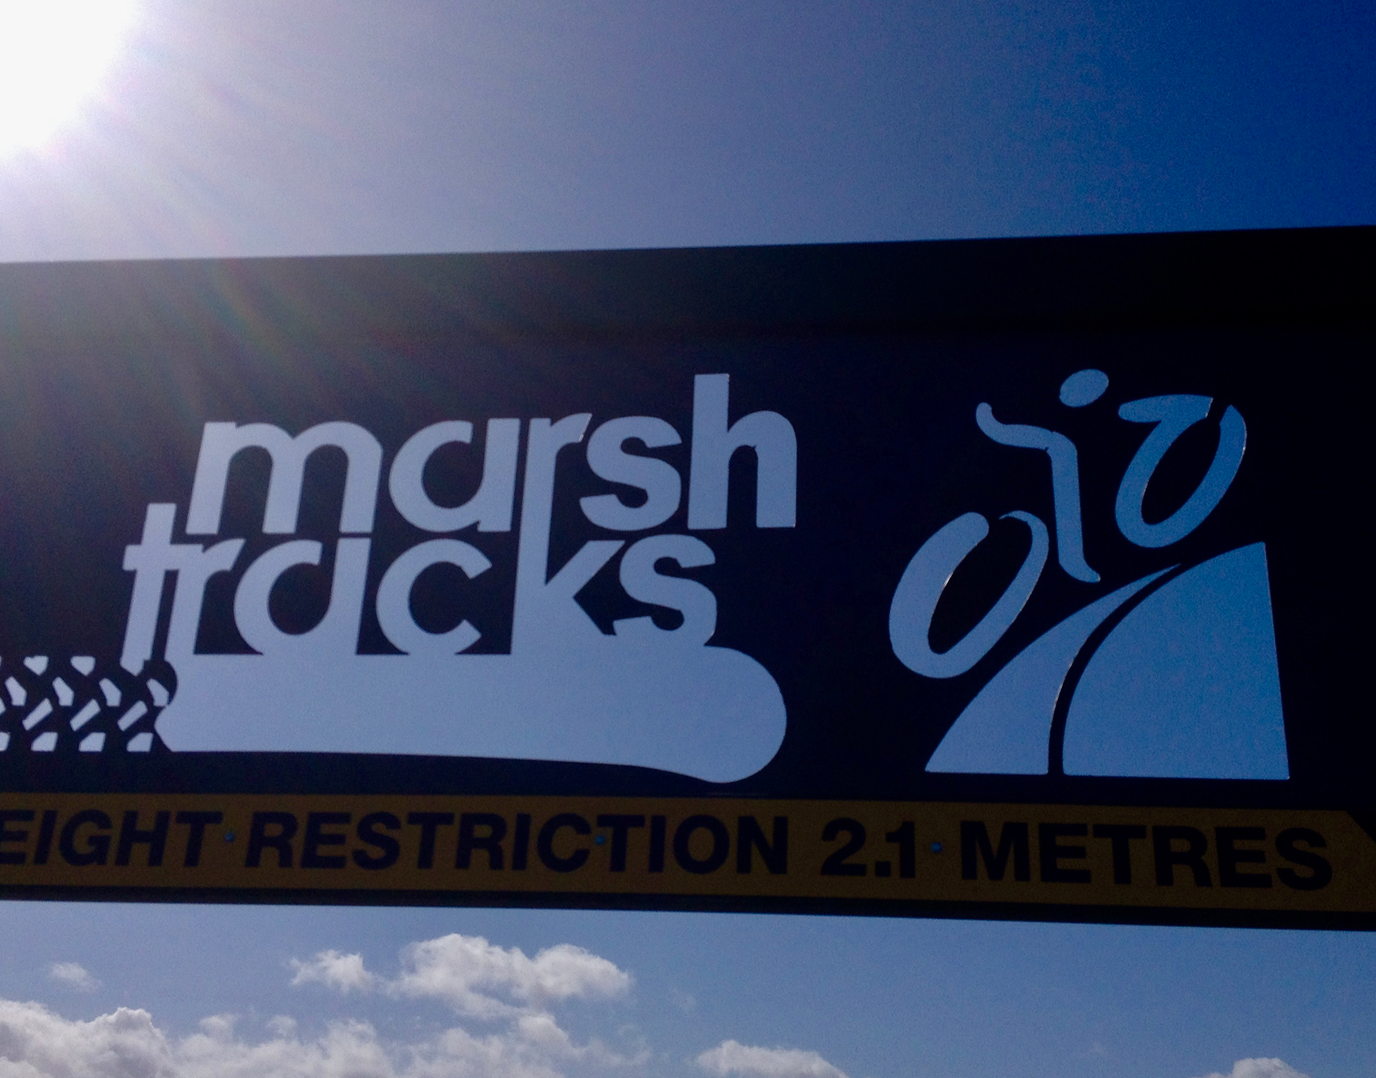 marsh
tracks
EIGHT RESTRICTION 2.1 METRES